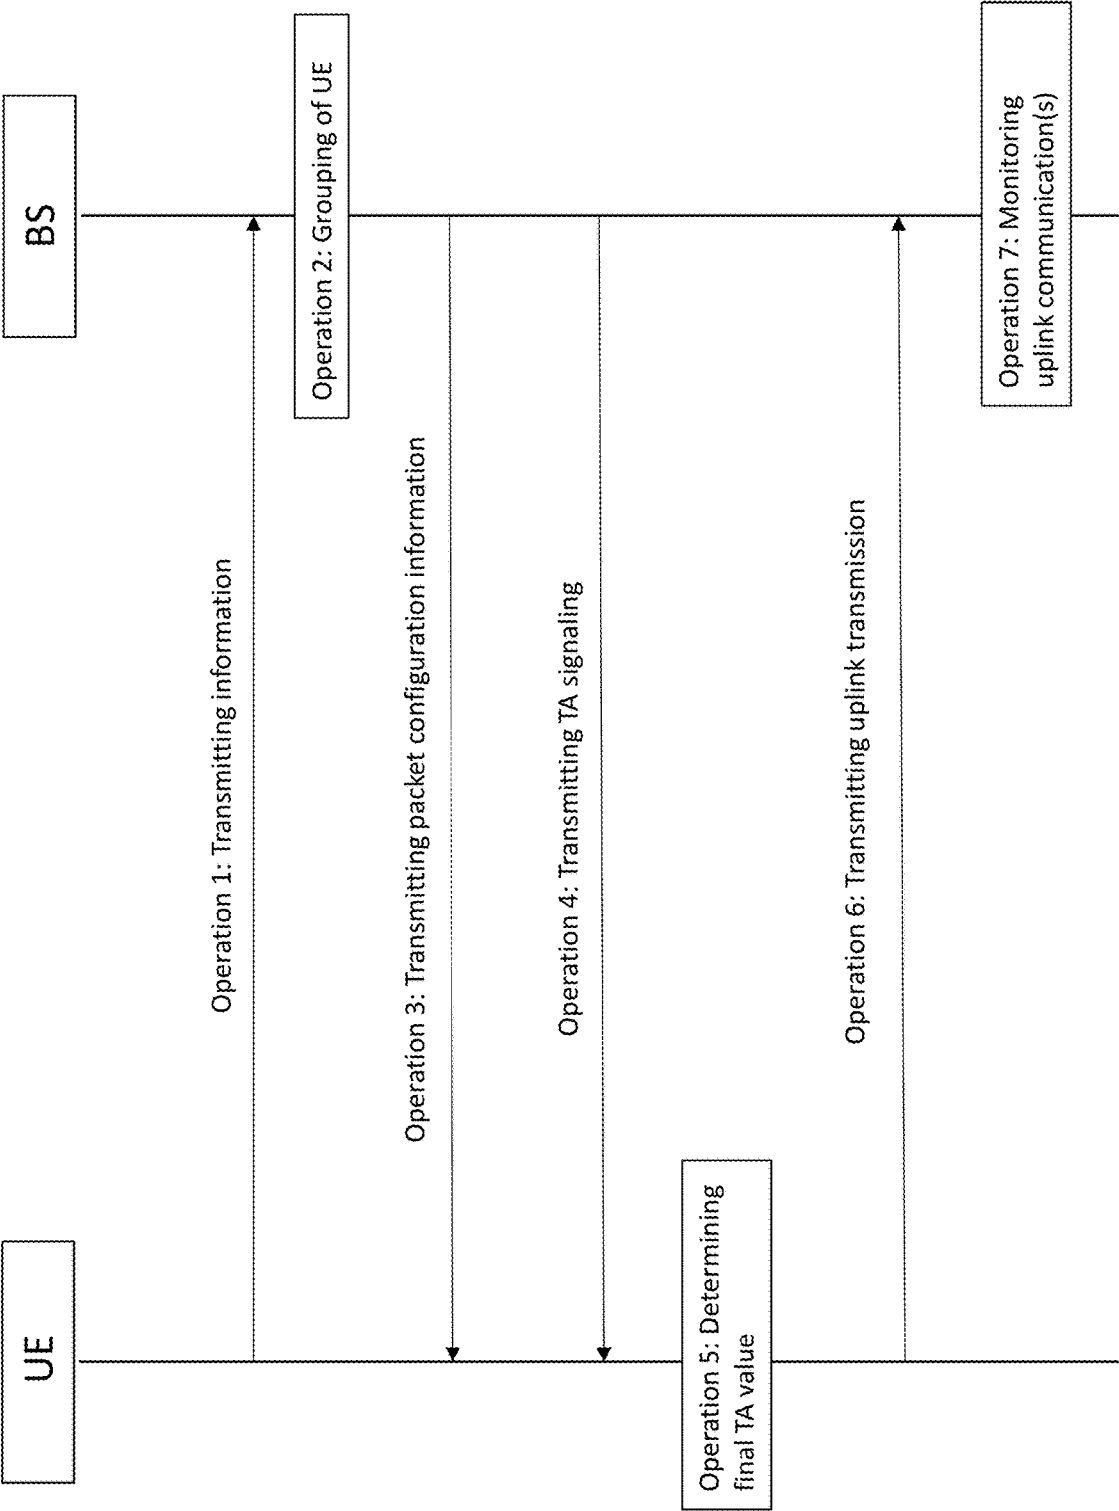 UE
BS
Operation 1: Transmitting information
Operation 2: Grouping of UE
Operation 3: Transmitting packet configuration information
Operation 4: Transmitting TA signaling
Operation 5: Determining
final TA value
Operation 6: Transmitting uplink transmission
Operation 7: Monitoring
uplink communication(s)